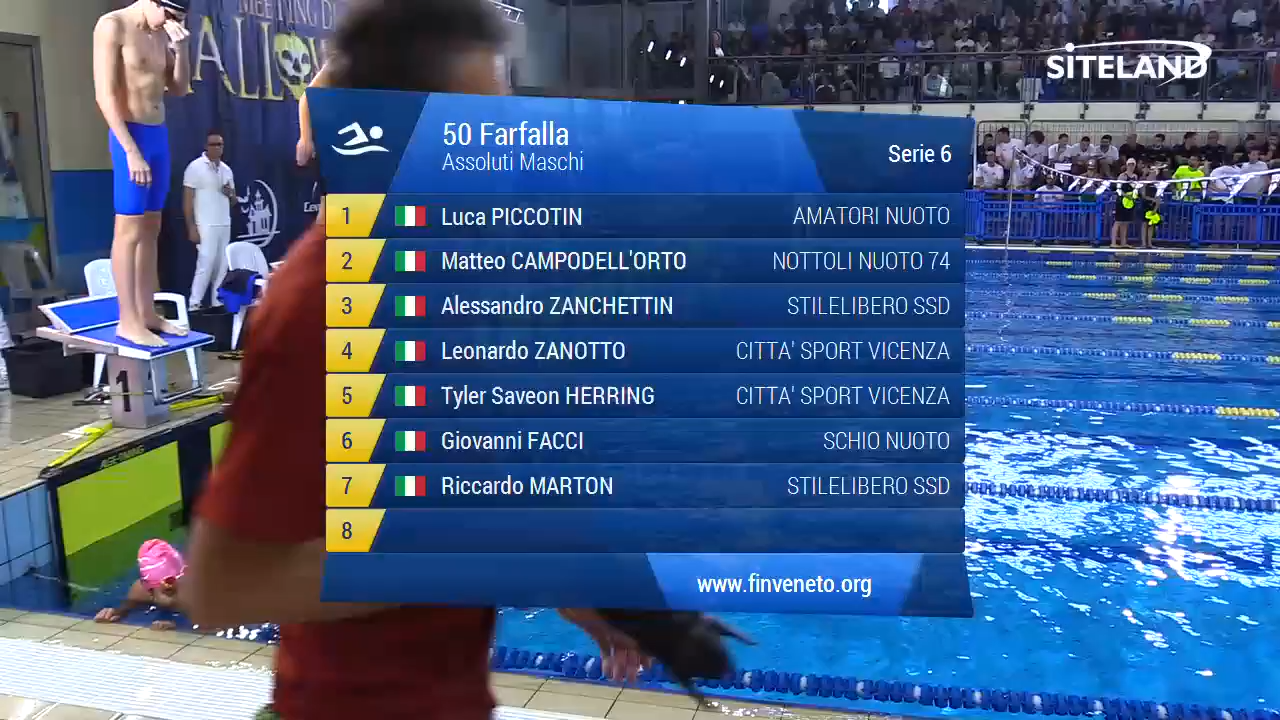 MEETING DI
SITELAND
50 Farfalla
Assoluti Maschi
Serie 6
1 Luca PICCOTIN AMATORI NUOTO
2 Matteo CAMPODELL'ORTO NOTTOLI NUOTO 74
3 Alessandro ZANCHETTIN STILELIBERO SSD
4 Leonardo ZANOTTO CITTA' SPORT VICENZA
5 Tyler Saveon HERRING CITTA' SPORT VICENZA
6 Giovanni FACCI SCHIO NUOTO
7 Riccardo MARTON STILELIBERO SSD
8
www.finveneto.org
1